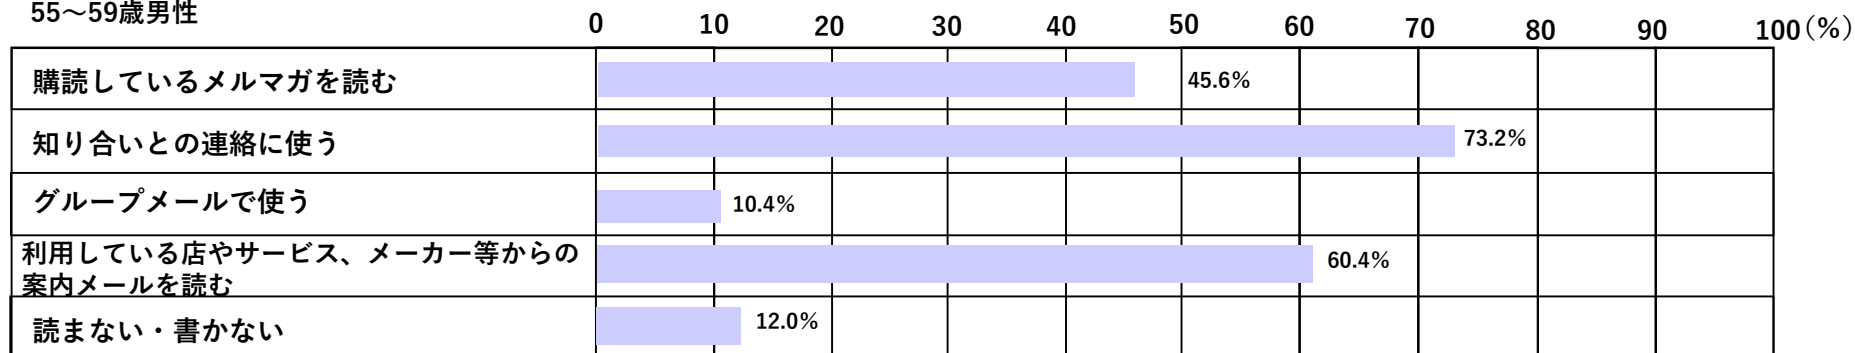 55〜59歳男性
0 10 20 30 40 50 60 70 80 90 100(%)
購読しているメルマガを読む 45.6%
知り合いとの連絡に使う 73.2%
グループメールで使う 10.4%
利用している店やサービス、メーカー等からの
案内メールを読む 60.4%
読まない・書かない 12.0%